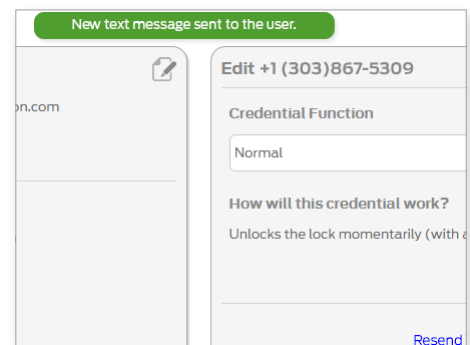 New text message sent to the user.
on.com
Edit +1 (303)867-5309
Credential Function
Normal
How will this credential work?
Unlocks the lock momentarily (with a
Resend